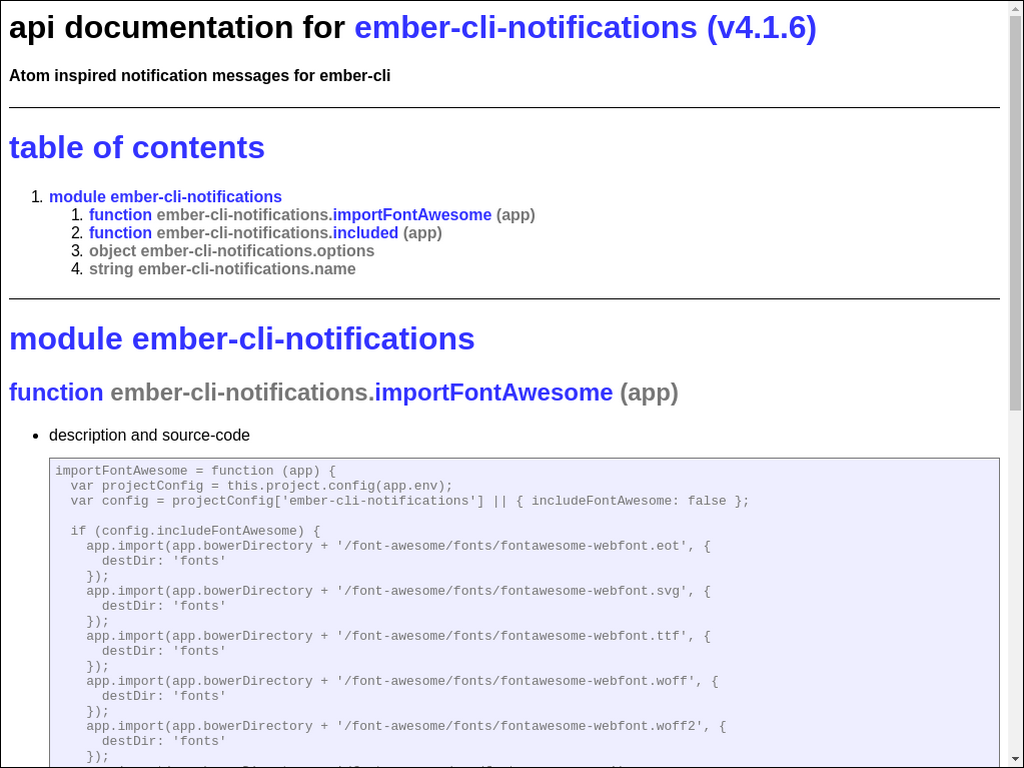 api documentation for ember-cli-notifications (v4.1.6)
Atom inspired notification messages for ember-cli
table of contents
1. module ember-cli-notifications
1. function ember-cli-notifications.importFontAwesome (app)
2. function ember-cli-notifications.included (app)
3. object ember-cli-notifications.options
4. string ember-cli-notifications.name
module ember-cli-notifications
function ember-cli-notifications.importFontAwesome (app)
• description and source-code
importFontAwesome = function (app) {
  var projectConfig = this.project.config(app.env);
  var config = projectConfig['ember-cli-notifications'] || { includeFontAwesome: false };
  if (config.includeFontAwesome) {
    app.import(app.bowerDirectory + '/font-awesome/fonts/fontawesome-webfont.eot', {
      destDir: 'fonts'
    });
    app.import(app.bowerDirectory + '/font-awesome/fonts/fontawesome-webfont.svg', {
      destDir: 'fonts'
    });
    app.import(app.bowerDirectory + '/font-awesome/fonts/fontawesome-webfont.ttf', {
      destDir: 'fonts'
    });
    app.import(app.bowerDirectory + '/font-awesome/fonts/fontawesome-webfont.woff', {
      destDir: 'fonts'
    });
    app.import(app.bowerDirectory + '/font-awesome/fonts/fontawesome-webfont.woff2', {
      destDir: 'fonts'
    });